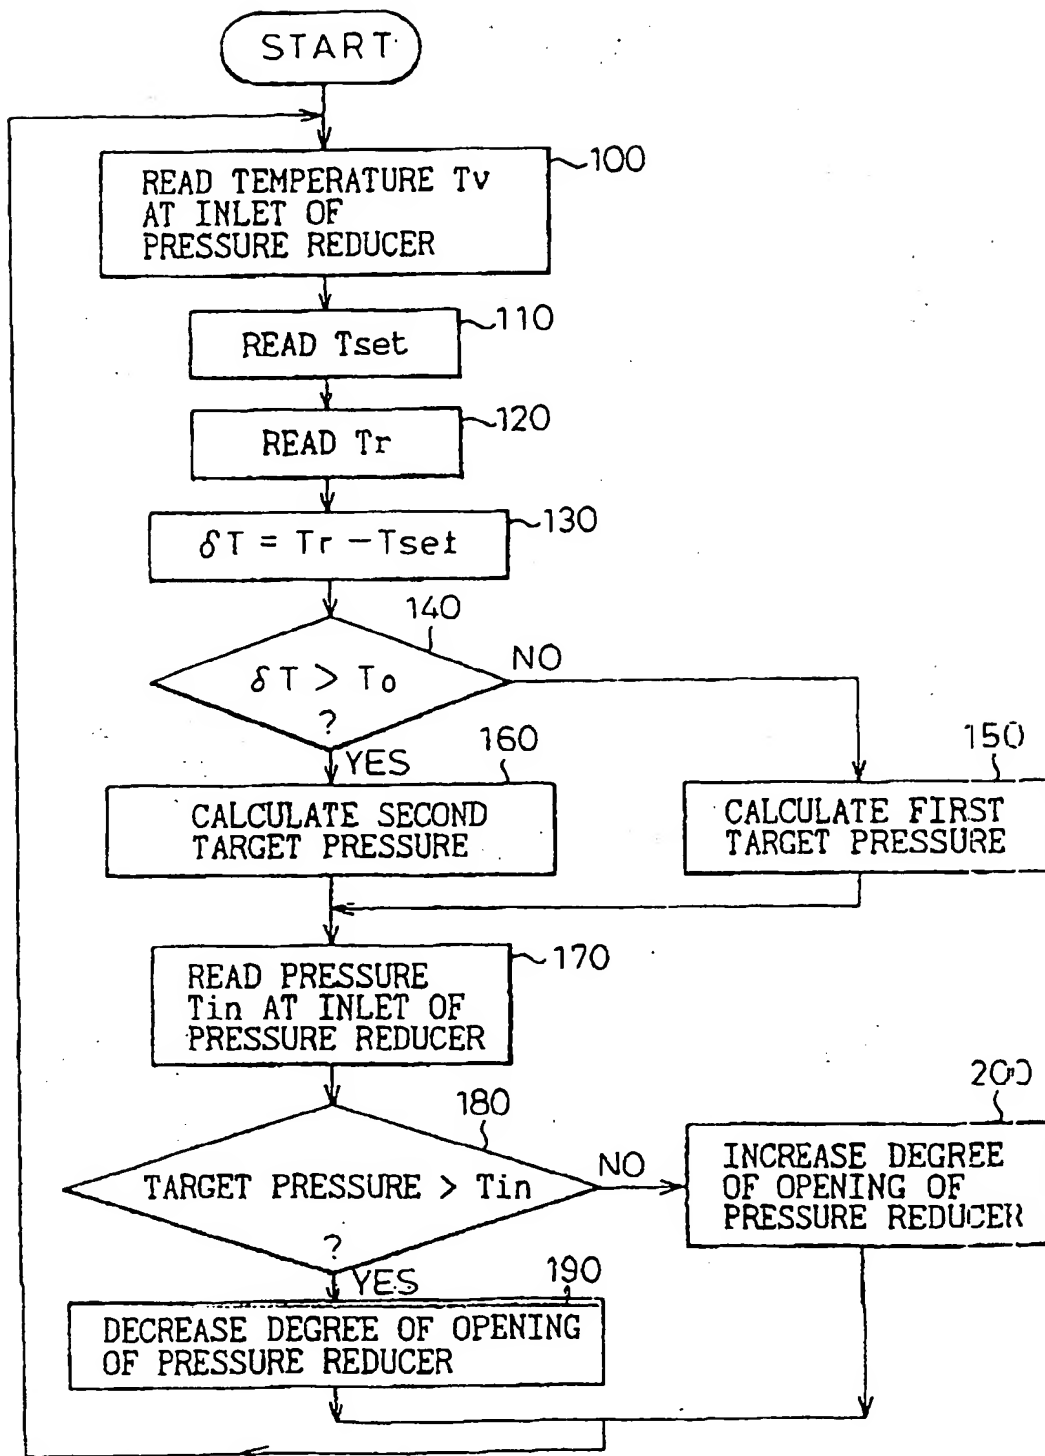 START
100
READ TEMPERATURE Tv
AT INLET OF
PRESSURE REDUCER
110
READ Tset
120
READ Tr
130
δT = Tr - Tset
140
δT > To
?
NO
YES
160
CALCULATE SECOND
TARGET PRESSURE
150
CALCULATE FIRST
TARGET PRESSURE
170
READ PRESSURE
Tin AT INLET OF
PRESSURE REDUCER
180
TARGET PRESSURE > Tin
?
NO
YES
200
INCREASE DEGREE
OF OPENING OF
PRESSURE REDUCER
190
DECREASE DEGREE OF OPENING
OF PRESSURE REDUCER